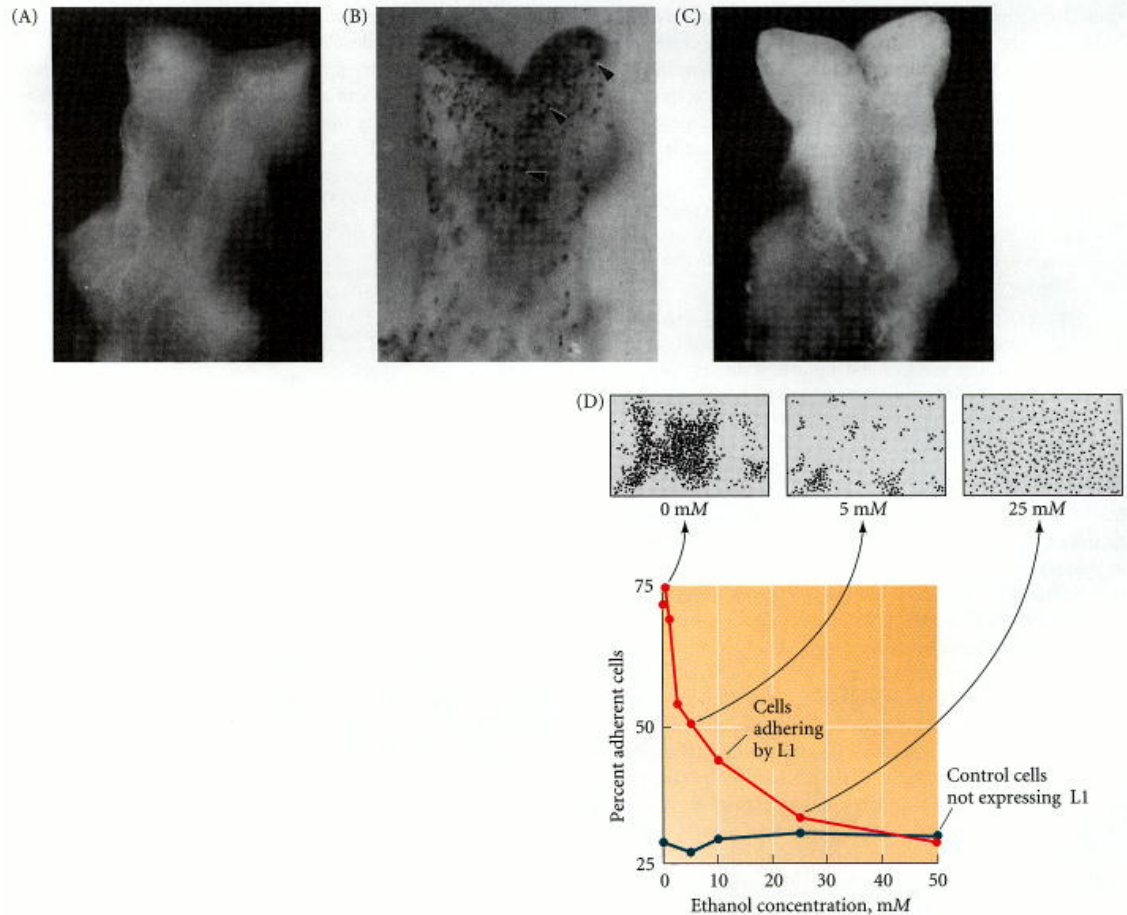 (A)
(B)
(C)
(D)
0 mM
5 mM
25 mM
75
50
25
Percent adherent cells
Cells
adhering
by L1
Control cells
not expressing L1
0 10 20 30 40 50
Ethanol concentration, mM